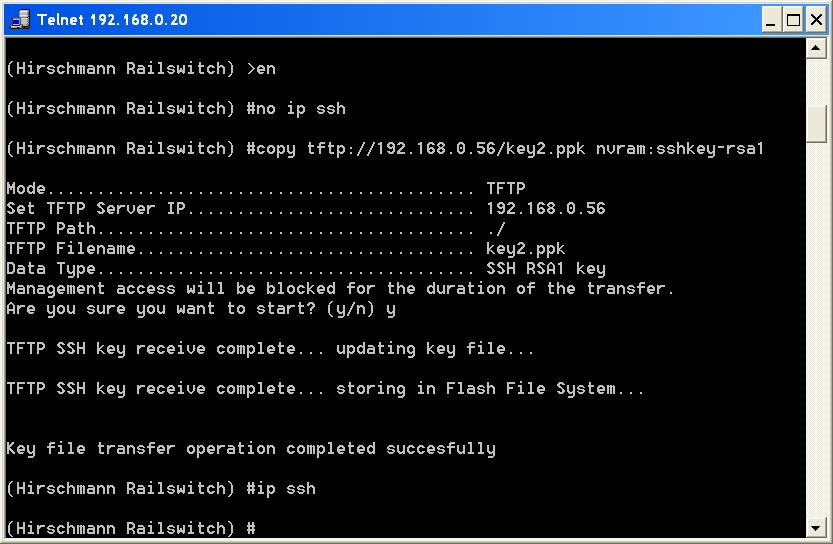 Telnet 192.168.0.20
(Hirschmann Railswitch) >en
(Hirschmann Railswitch) #no ip ssh
(Hirschmann Railswitch) #copy tftp://192.168.0.56/key2.ppk nvram:sshkey-rsa1
Mode........................................... TFTP
Set TFTP Server IP............................. 192.168.0.56
TFTP Path...................................... ./
TFTP Filename.................................. key2.ppk
Data Type...................................... SSH RSA1 key
Management access will be blocked for the duration of the transfer.
Are you sure you want to start? (y/n) y
TFTP SSH key receive complete... updating key file...
TFTP SSH key receive complete... storing in Flash File System...
Key file transfer operation completed succesfully
(Hirschmann Railswitch) #ip ssh
(Hirschmann Railswitch) #